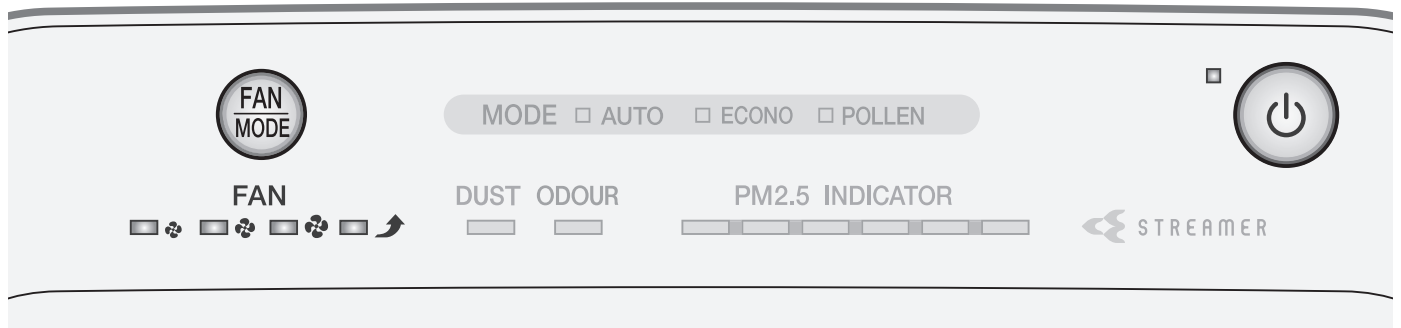 FAN
MODE
MODE AUTO ECONO POLLEN
FAN DUST ODOUR PM2.5 INDICATOR
STREAMER